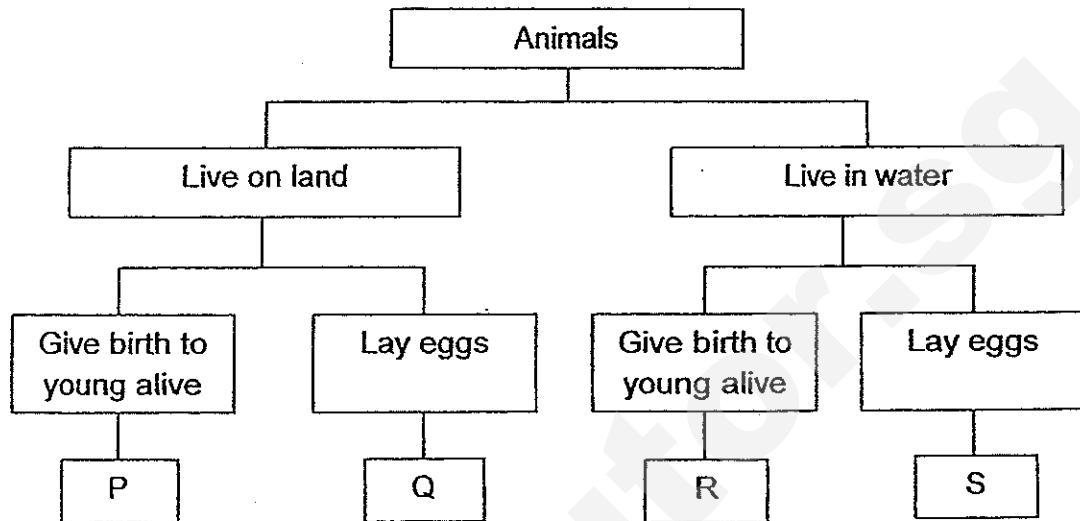 Animals
Live on land
Live in water
Give birth to
young alive
Lay eggs
Give birth to
young alive
Lay eggs
P
Q
R
S